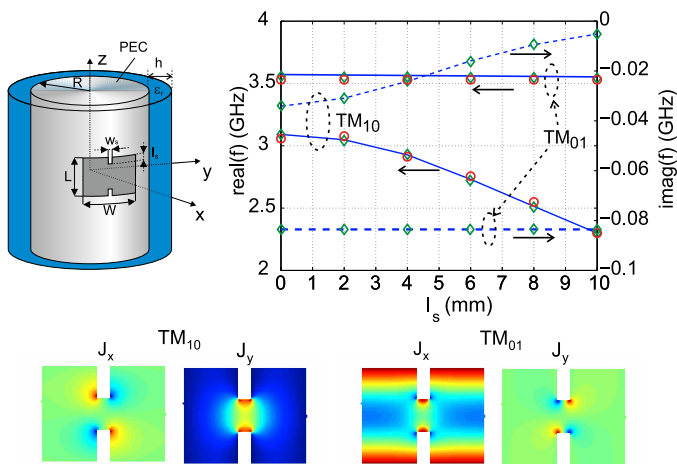 z
PEC
h
R
εr
ws
ls
L
y
W
x
real(f) (GHz)
4
3.5
3
2.5
2
0
−0.02
−0.04
−0.06
−0.08
−0.1
imag(f) (GHz)
TM10
TM01
0 1 2 3 4 5 6 7 8 9 10
ls (mm)
TM10
TM01
Jx
Jy
Jx
Jy